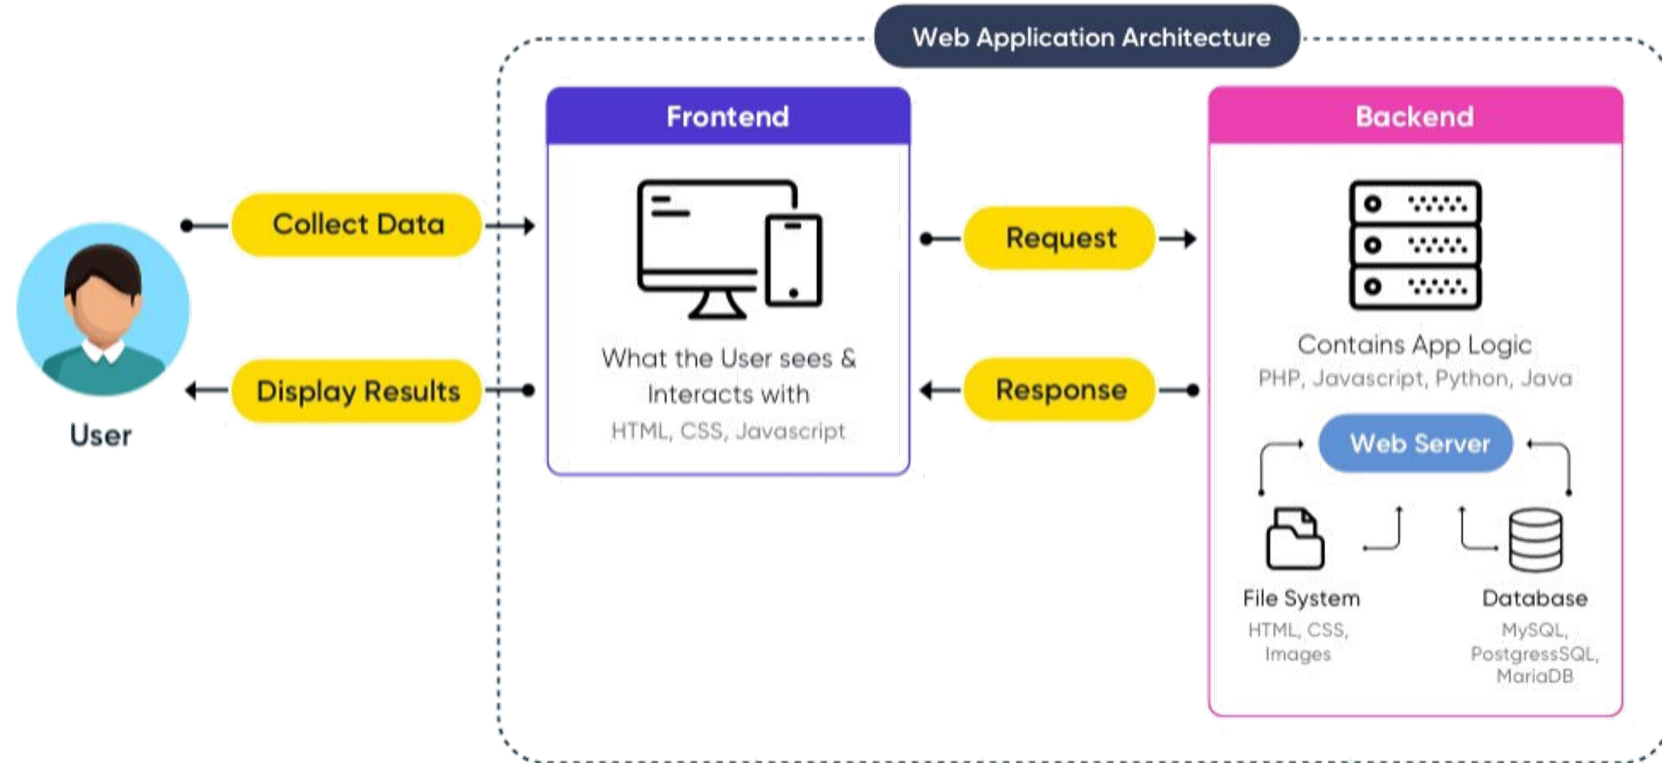 Web Application Architecture
Frontend
Backend
Collect Data
Request
What the User sees &
Interacts with
HTML, CSS, Javascript
Contains App Logic
PHP, Javascript, Python, Java
Display Results
Response
User
Web Server
File System
HTML, CSS,
Images
Database
MySQL,
PostgressSQL,
MariaDB